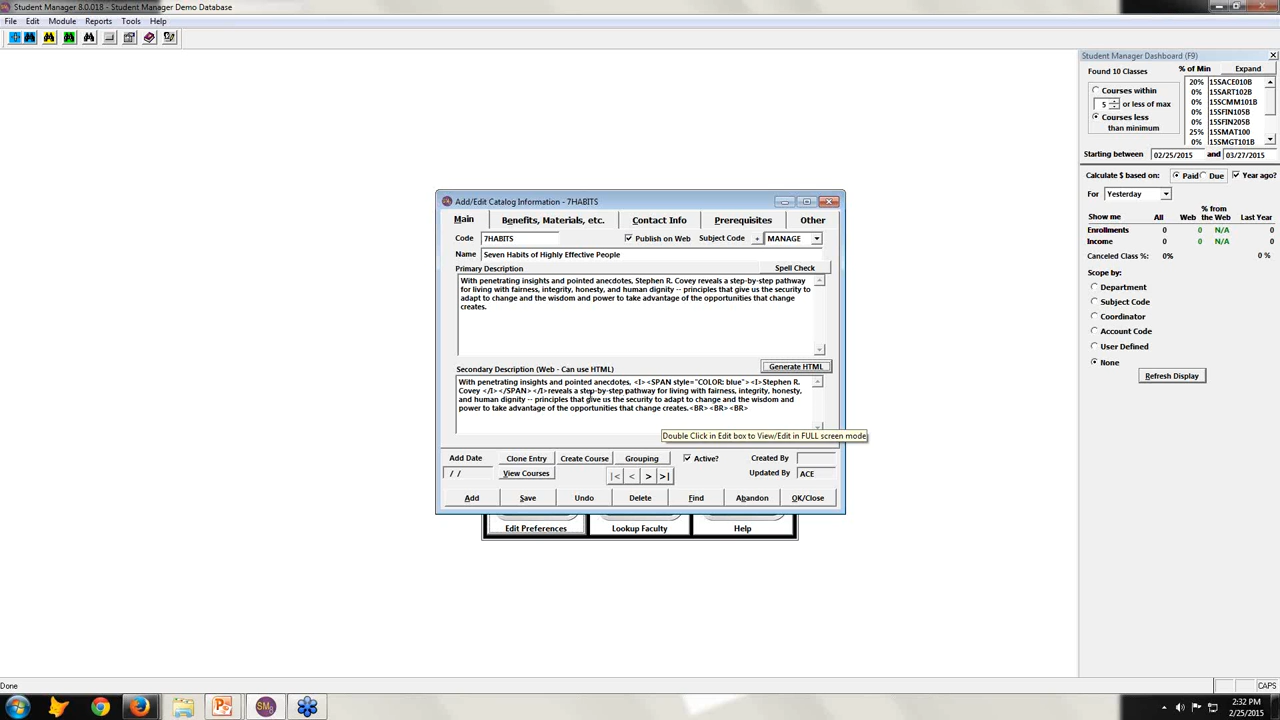 Student Manager 8.0.018 - Student Manager Demo Database
File Edit Module Reports Tools Help
Student Manager Dashboard (F9)
Found 10 Classes
% of Min
Expand
Courses within
5 or less of max
Courses less
than minimum
20% 15SACE010B
0% 15SART102B
0% 15SCMM101B
0% 15SFIN105B
0% 15SFIN205B
25% 15SMAT100
0% 15SMGT101B
Starting between 02/25/2015 and 03/27/2015
Calculate $ based on: Paid Due Year ago?
For Yesterday
% from
Show me All Web the Web Last Year
Enrollments 0 0 N/A 0
Income 0 0 N/A 0
Canceled Class % 0% 0 %
Scope by:
Department
Subject Code
Coordinator
Account Code
User Defined
None
Refresh Display
Add/Edit Catalog Information - 7HABITS
Main Benefits, Materials, etc. Contact Info Prerequisites Other
Code 7HABITS Publish on Web Subject Code + MANAGE
Name Seven Habits of Highly Effective People
Primary Description Spell Check
With penetrating insights and pointed anecdotes, Stephen R. Covey reveals a step-by-step pathway
for living with fairness, integrity, honesty, and human dignity -- principles that give us the security to
adapt to change and the wisdom and power to take advantage of the opportunities that change
creates.
Secondary Description (Web - Can use HTML) Generate HTML
With penetrating insights and pointed anecdotes, <I><SPAN style="COLOR: blue"><I>Stephen R.
Covey </I></SPAN></I>reveals a step-by-step pathway for living with fairness, integrity, honesty,
and human dignity -- principles that give us the security to adapt to change and the wisdom and
power to take advantage of the opportunities that change creates.<BR><BR><BR>
Double Click in Edit box to View/Edit in FULL screen mode
Add Date Clone Entry Create Course Grouping Active? Created By
/ / View Courses |< < > >| Updated By ACE
Add Save Undo Delete Find Abandon OK/Close
Edit Preferences Lookup Faculty Help
Done
CAPS
2:32 PM
2/25/2015